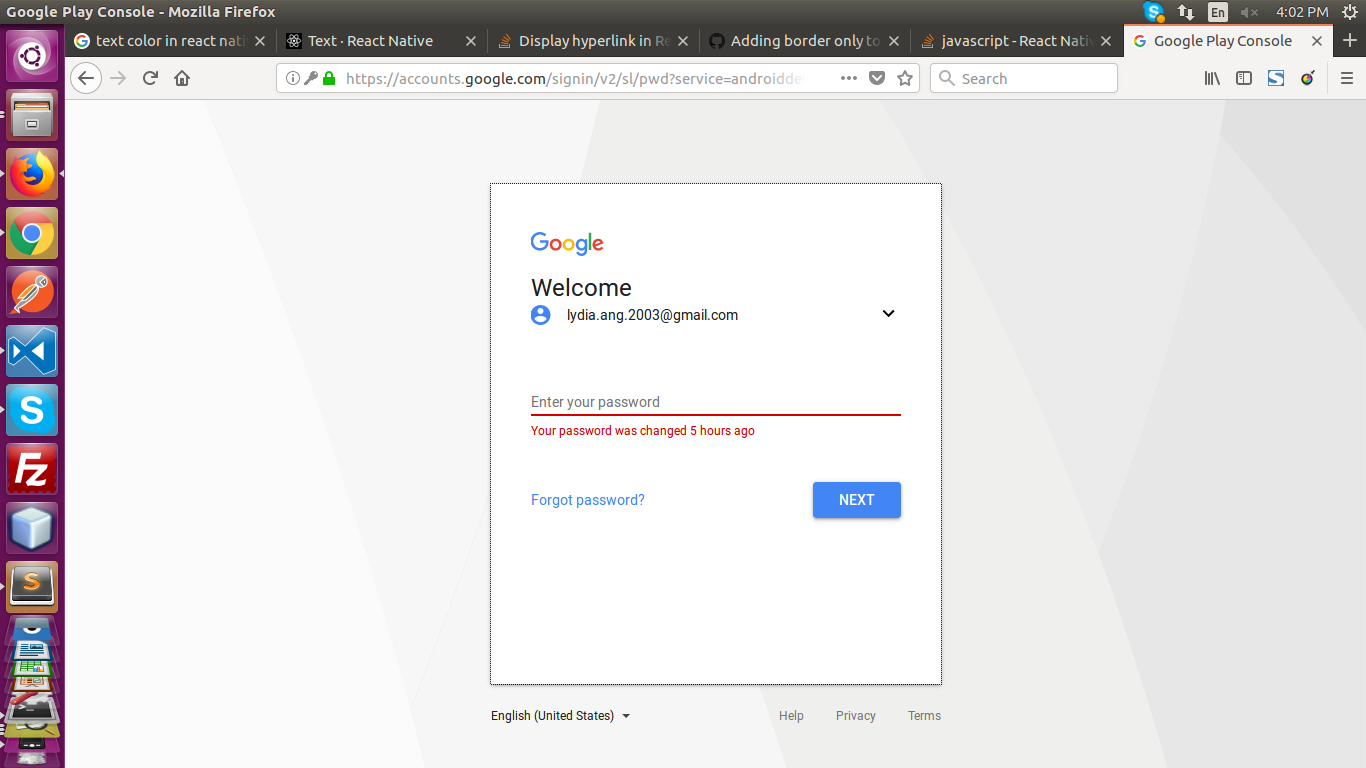 Google Play Console - Mozilla Firefox
En
4:02 PM
text color in react nati
Text · React Native
Display hyperlink in Re
Adding border only to
javascript - React Nativ
Google Play Console
https://accounts.google.com/signin/v2/sl/pwd?service=androidde
Search
Google
Welcome
lydia.ang.2003@gmail.com
Enter your password
Your password was changed 5 hours ago
Forgot password?
NEXT
English (United States)
Help
Privacy
Terms